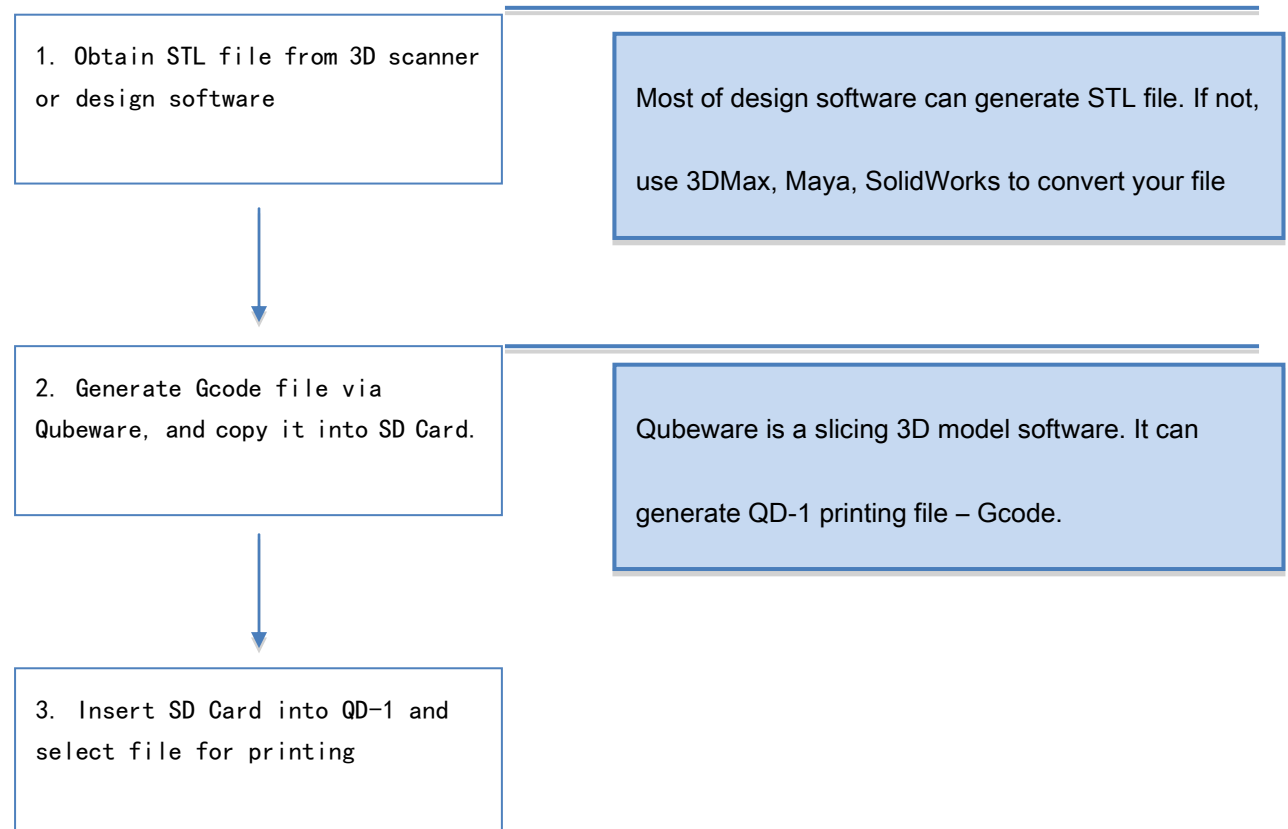 1. Obtain STL file from 3D scanner
or design software
Most of design software can generate STL file. If not,
use 3DMax, Maya, SolidWorks to convert your file
2. Generate Gcode file via
Qubeware, and copy it into SD Card.
Qubeware is a slicing 3D model software. It can
generate QD-1 printing file – Gcode.
3. Insert SD Card into QD-1 and
select file for printing